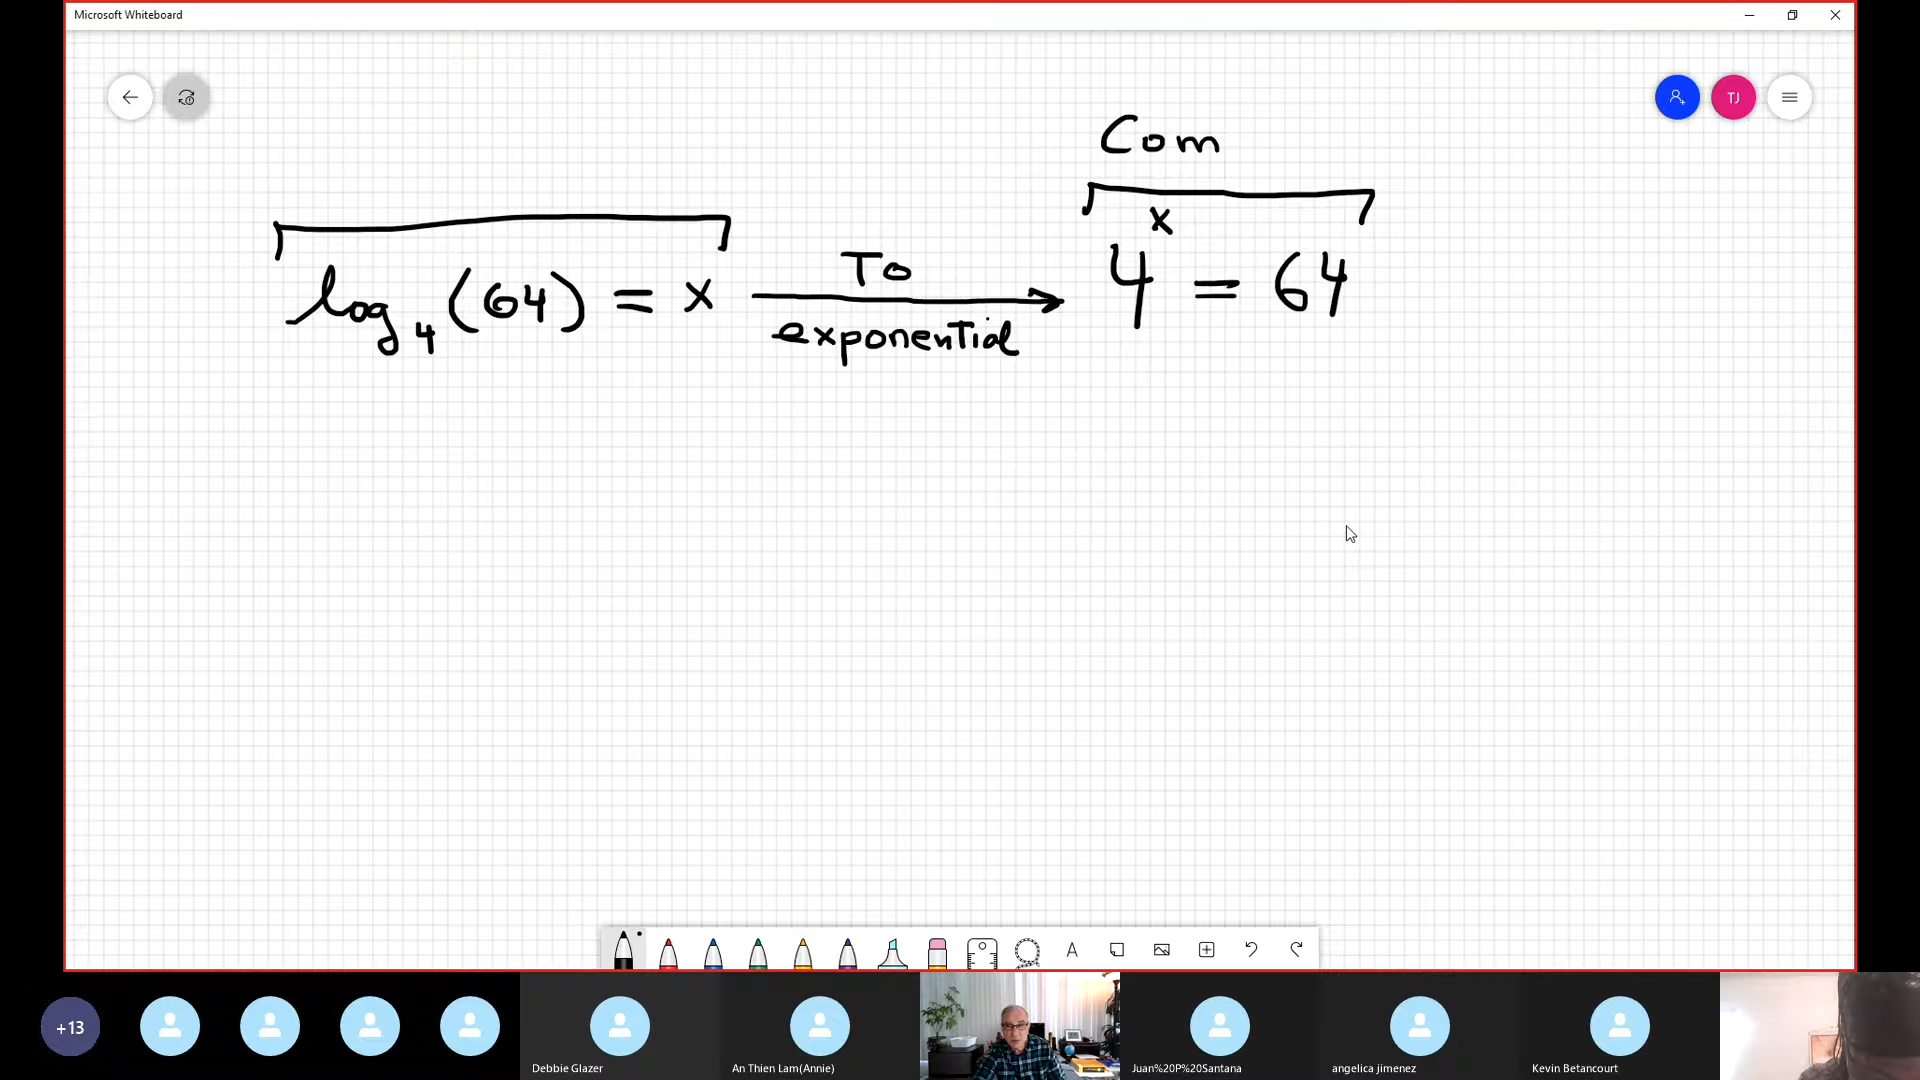 Microsoft Whiteboard
TJ
Com
log₄(64) = x
To
exponential
4ˣ = 64
A
+13
Debbie Glazer
An Thien Lam(Annie)
Juan%20P%20Santana
angelica jimenez
Kevin Betancourt